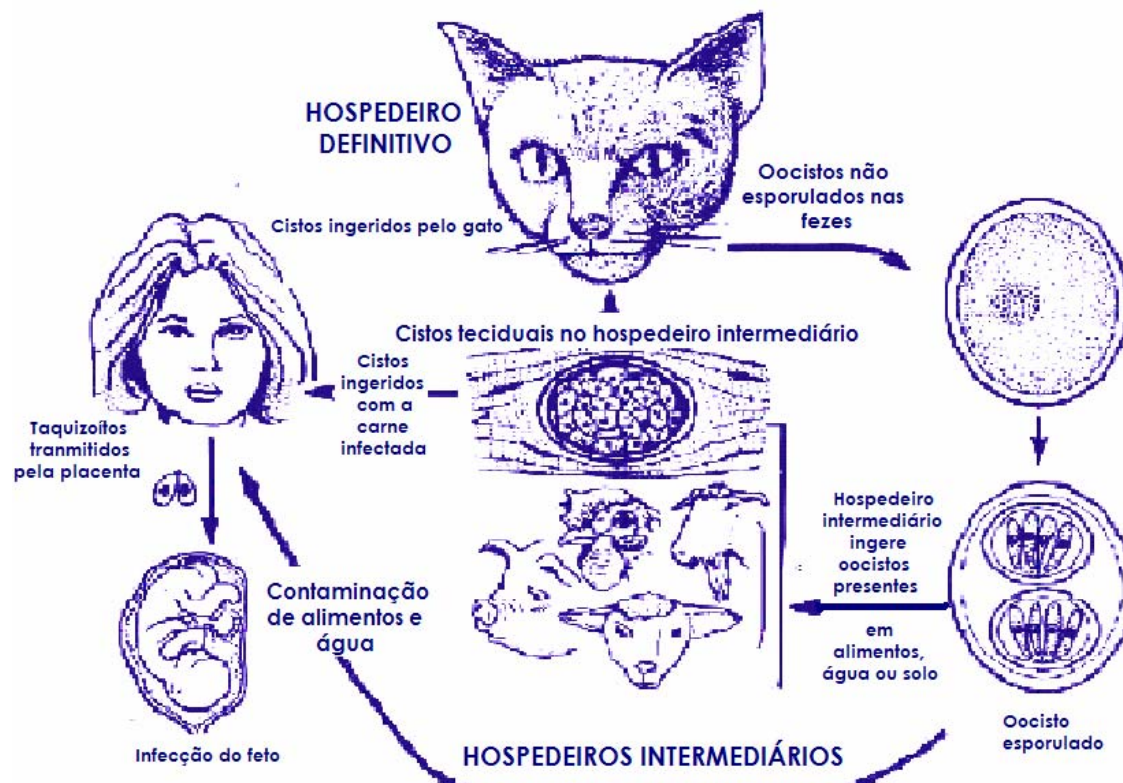 HOSPEDEIRO
DEFINITIVO
Oocistos não
esporulados nas
fezes
Cistos ingeridos pelo gato
Cistos teciduais no hospedeiro intermediário
Cistos
ingeridos
com a
carne
infectada
Taquizoítos
tranmitidos
pela placenta
Hospedeiro
intermediário
ingere
oocistos
presentes
em
alimentos,
água ou solo
Contaminação
de alimentos e
água
Oocisto
esporulado
Infecção do feto
HOSPEDEIROS INTERMEDIÁRIOS